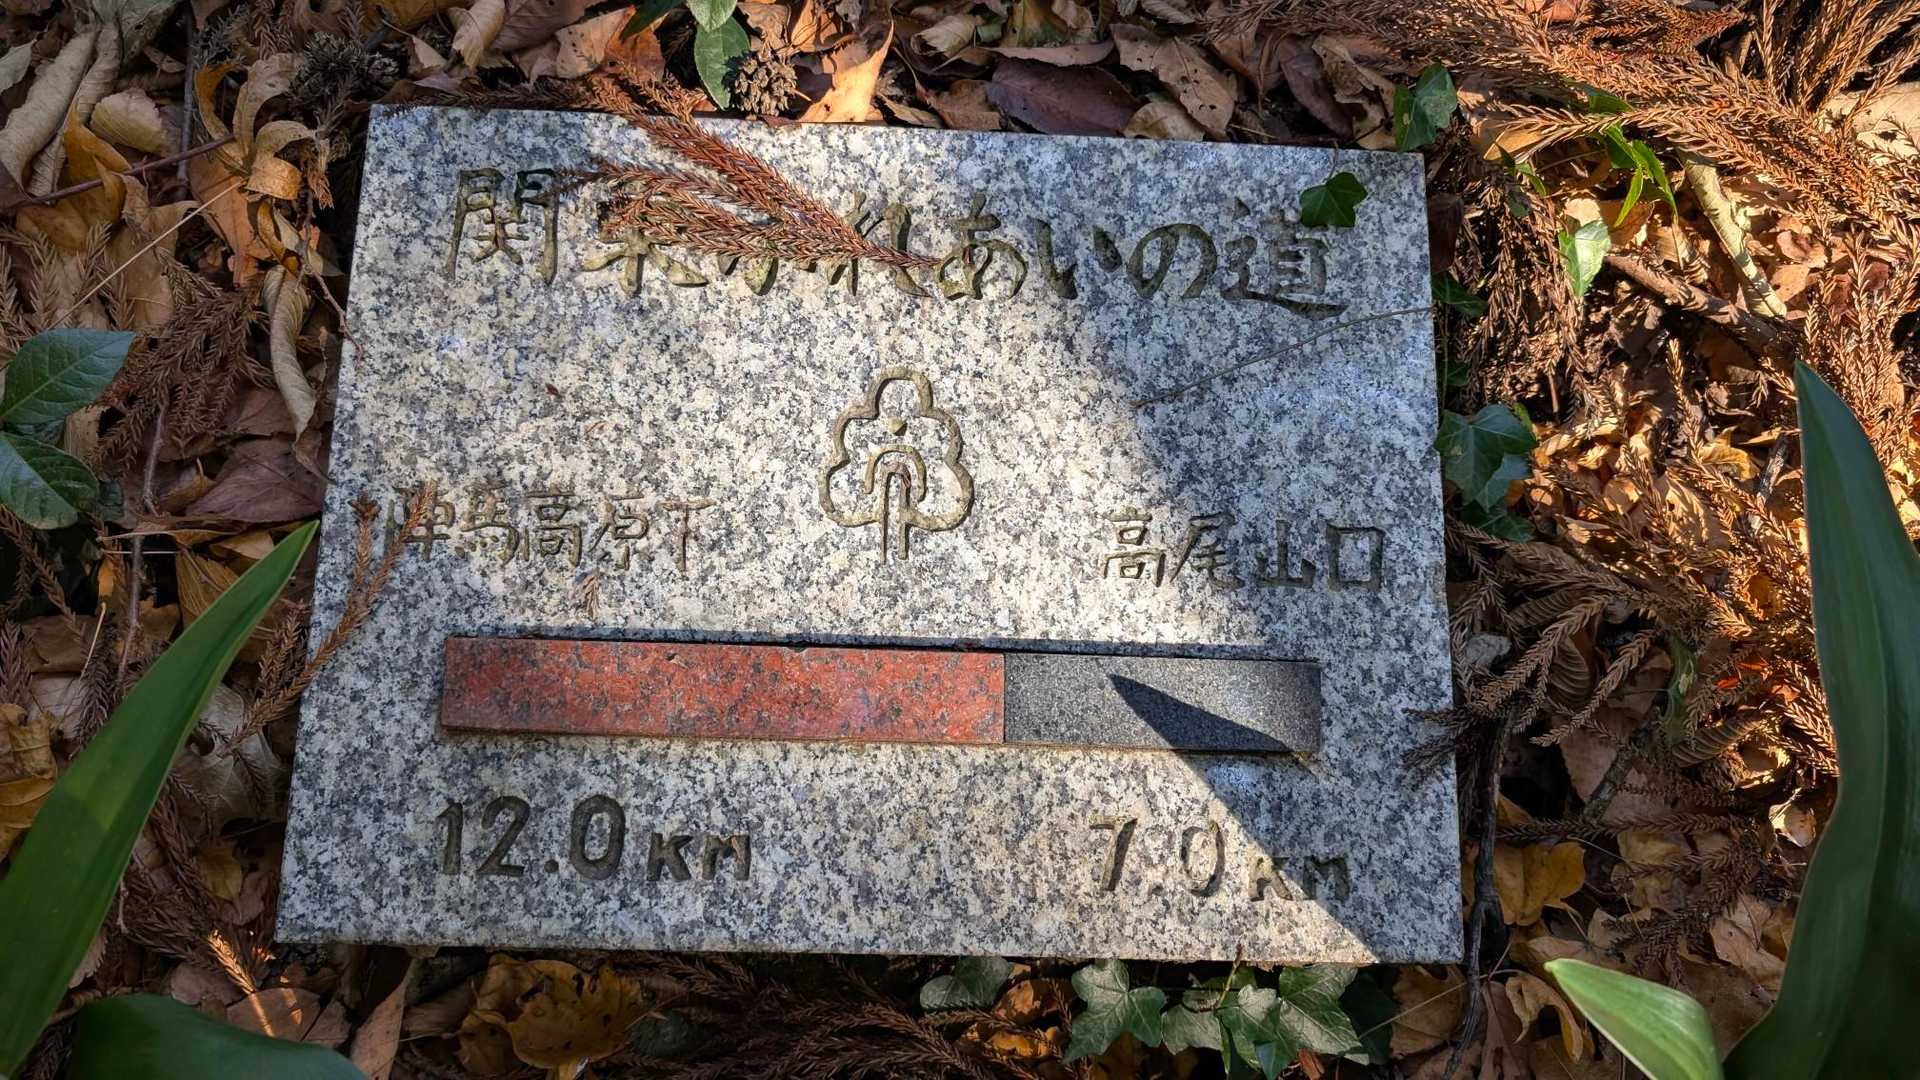 関東ふれあいの道
陣馬高原下
高尾山口
12.0KM
7.0KM